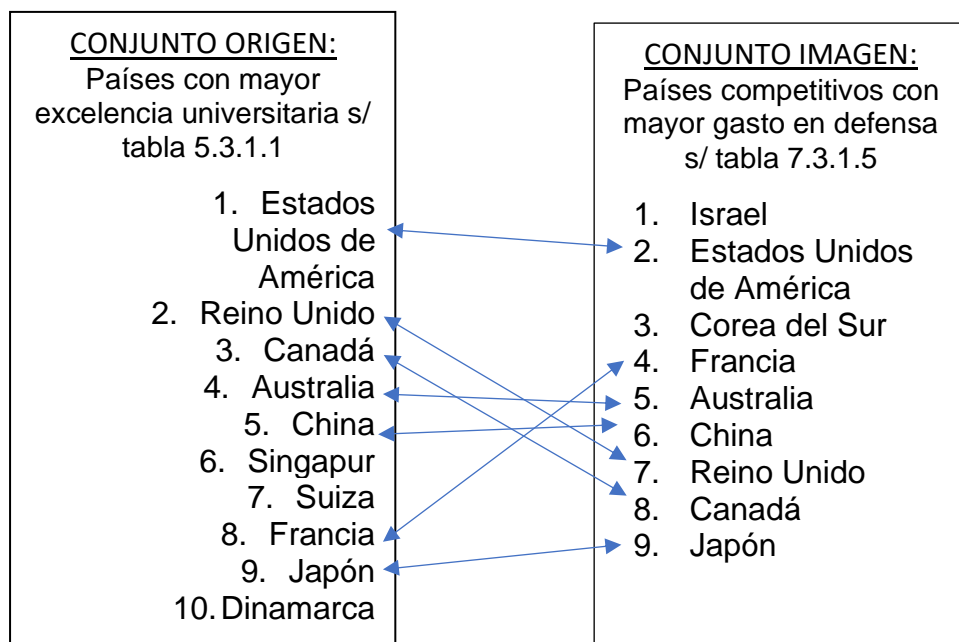 CONJUNTO ORIGEN:
Países con mayor
excelencia universitaria s/
tabla 5.3.1.1
1. Estados
Unidos de
América
2. Reino Unido
3. Canadá
4. Australia
5. China
6. Singapur
7. Suiza
8. Francia
9. Japón
10. Dinamarca
CONJUNTO IMAGEN:
Países competitivos con
mayor gasto en defensa
s/ tabla 7.3.1.5
1. Israel
2. Estados Unidos
de América
3. Corea del Sur
4. Francia
5. Australia
6. China
7. Reino Unido
8. Canadá
9. Japón